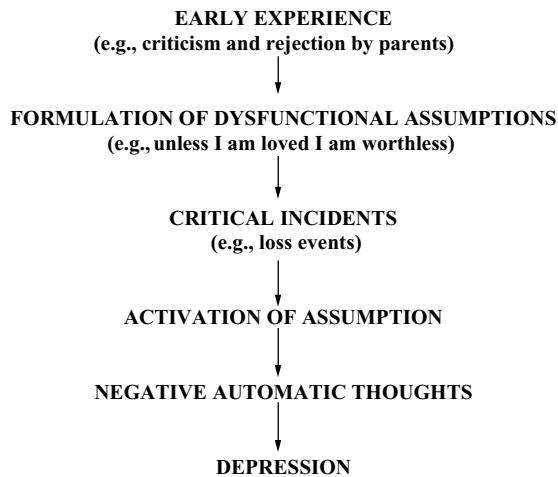 EARLY EXPERIENCE
(e.g., criticism and rejection by parents)
FORMULATION OF DYSFUNCTIONAL ASSUMPTIONS
(e.g., unless I am loved I am worthless)
CRITICAL INCIDENTS
(e.g., loss events)
ACTIVATION OF ASSUMPTION
NEGATIVE AUTOMATIC THOUGHTS
DEPRESSION